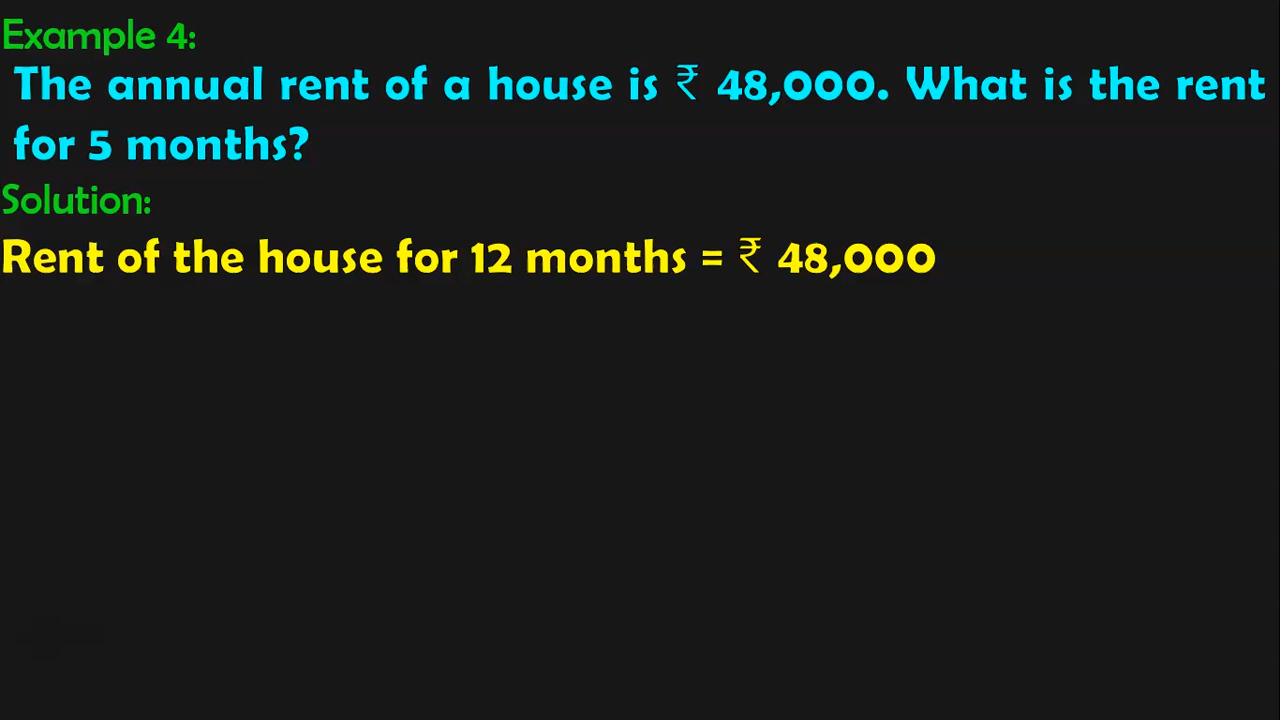 Example 4:
The annual rent of a house is ₹ 48,000. What is the rent
for 5 months?
Solution:
Rent of the house for 12 months = ₹ 48,000